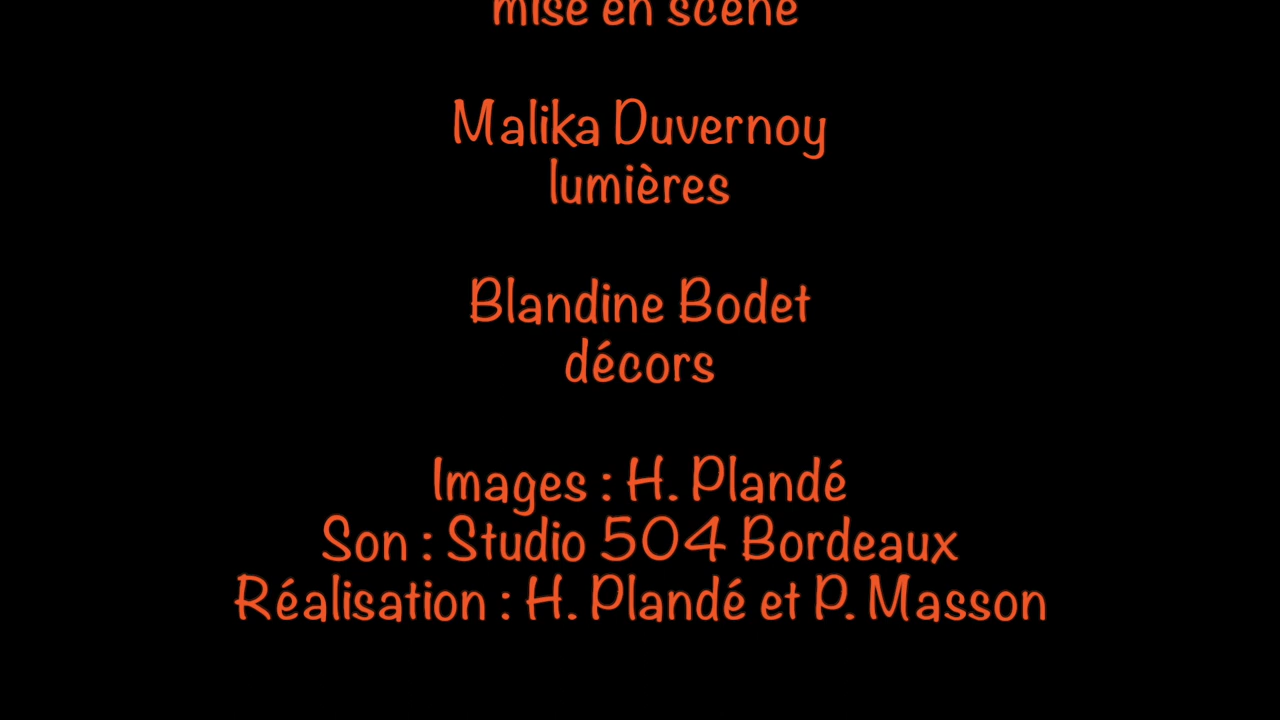 mise en scène
Malika Duvernoy
lumières
Blandine Bodet
décors
Images : H. Plandé
Son : Studio 504 Bordeaux
Réalisation : H. Plandé et P. Masson